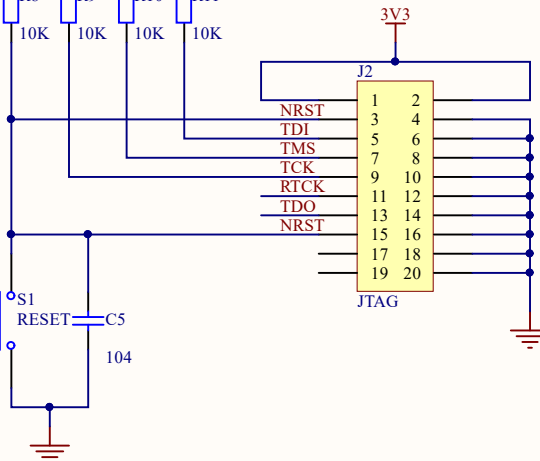 10K 10K 10K 10K
3V3
J2
NRST
TDI
TMS
TCK
RTCK
TDO
NRST
1 2
3 4
5 6
7 8
9 10
11 12
13 14
15 16
17 18
19 20
JTAG
S1
RESET
C5
104